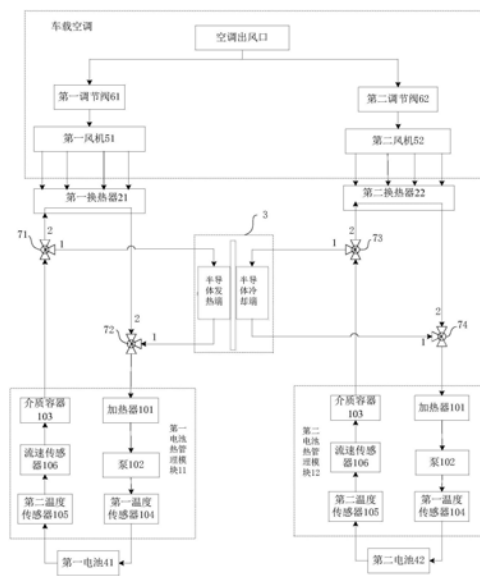 车载空调
空调出风口
第一调节阀61
第二调节阀62
第一风机51
第二风机52
第一换热器21
第二换热器22
3
71
2
1
2
73
1
半导
体发
热端
半导
体冷
却端
72
2
1
2
74
1
介质容器
103
加热器101
第一
电池
热管
理模
块11
流速传感
器106
泵102
第二温度
传感器105
第一温度
传感器104
第一电池41
介质容器
103
加热器101
第二
电池
热管
理模
块12
流速传感
器106
泵102
第二温度
传感器105
第一温度
传感器104
第二电池42